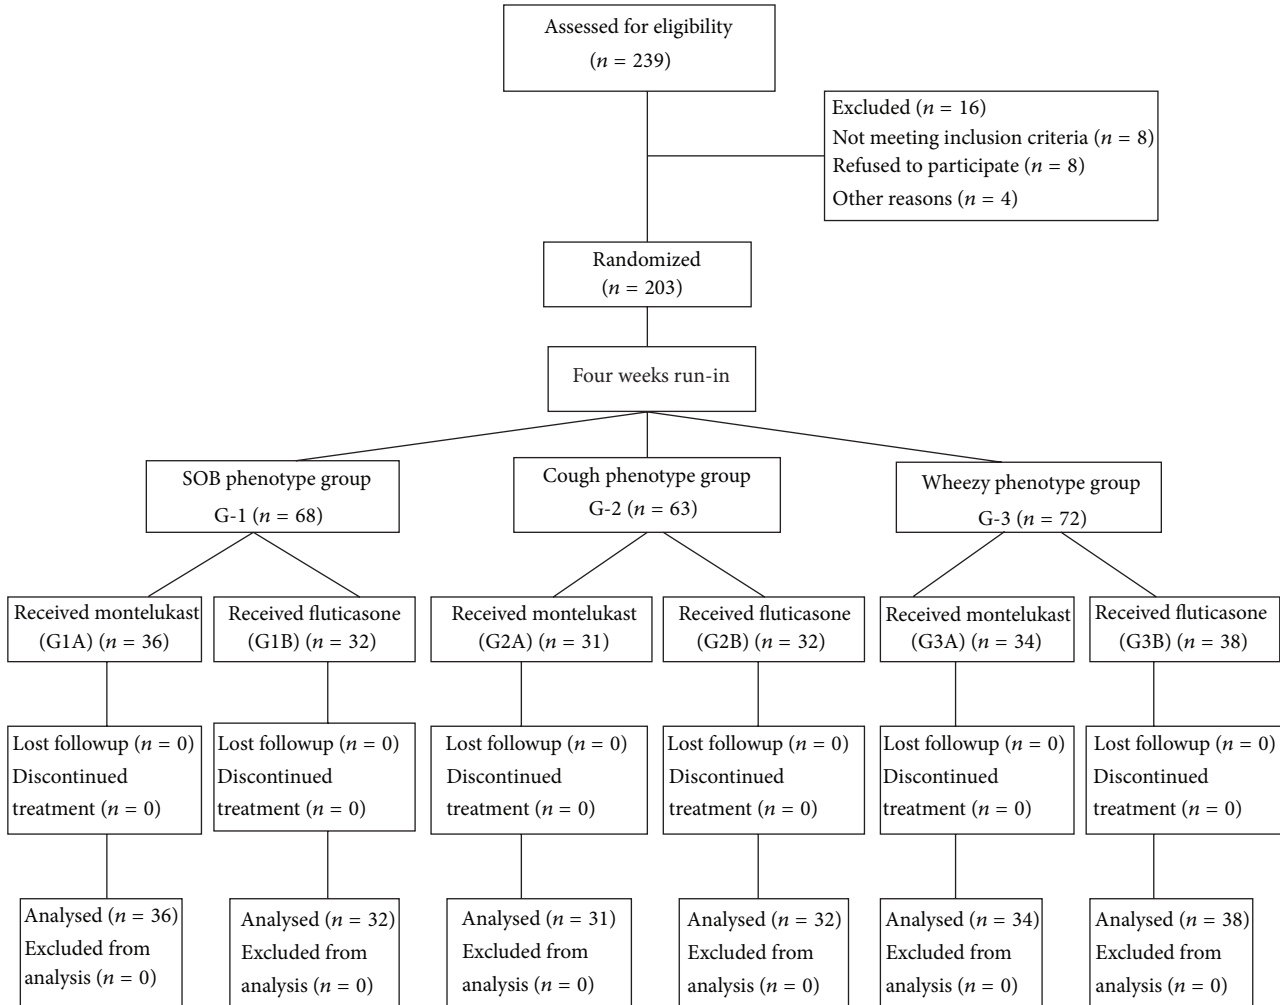 Assessed for eligibility
(n = 239)
Excluded (n = 16)
Not meeting inclusion criteria (n = 8)
Refused to participate (n = 8)
Other reasons (n = 4)
Randomized
(n = 203)
Four weeks run-in
SOB phenotype group
G-1 (n = 68)
Cough phenotype group
G-2 (n = 63)
Wheezy phenotype group
G-3 (n = 72)
Received montelukast
(G1A) (n = 36)
Received fluticasone
(G1B) (n = 32)
Received montelukast
(G2A) (n = 31)
Received fluticasone
(G2B) (n = 32)
Received montelukast
(G3A) (n = 34)
Received fluticasone
(G3B) (n = 38)
Lost followup (n = 0)
Discontinued
treatment (n = 0)
Lost followup (n = 0)
Discontinued
treatment (n = 0)
Lost followup (n = 0)
Discontinued
treatment (n = 0)
Lost followup (n = 0)
Discontinued
treatment (n = 0)
Lost followup (n = 0)
Discontinued
treatment (n = 0)
Lost followup (n = 0)
Discontinued
treatment (n = 0)
Analysed (n = 36)
Excluded from
analysis (n = 0)
Analysed (n = 32)
Excluded from
analysis (n = 0)
Analysed (n = 31)
Excluded from
analysis (n = 0)
Analysed (n = 32)
Excluded from
analysis (n = 0)
Analysed (n = 34)
Excluded from
analysis (n = 0)
Analysed (n = 38)
Excluded from
analysis (n = 0)